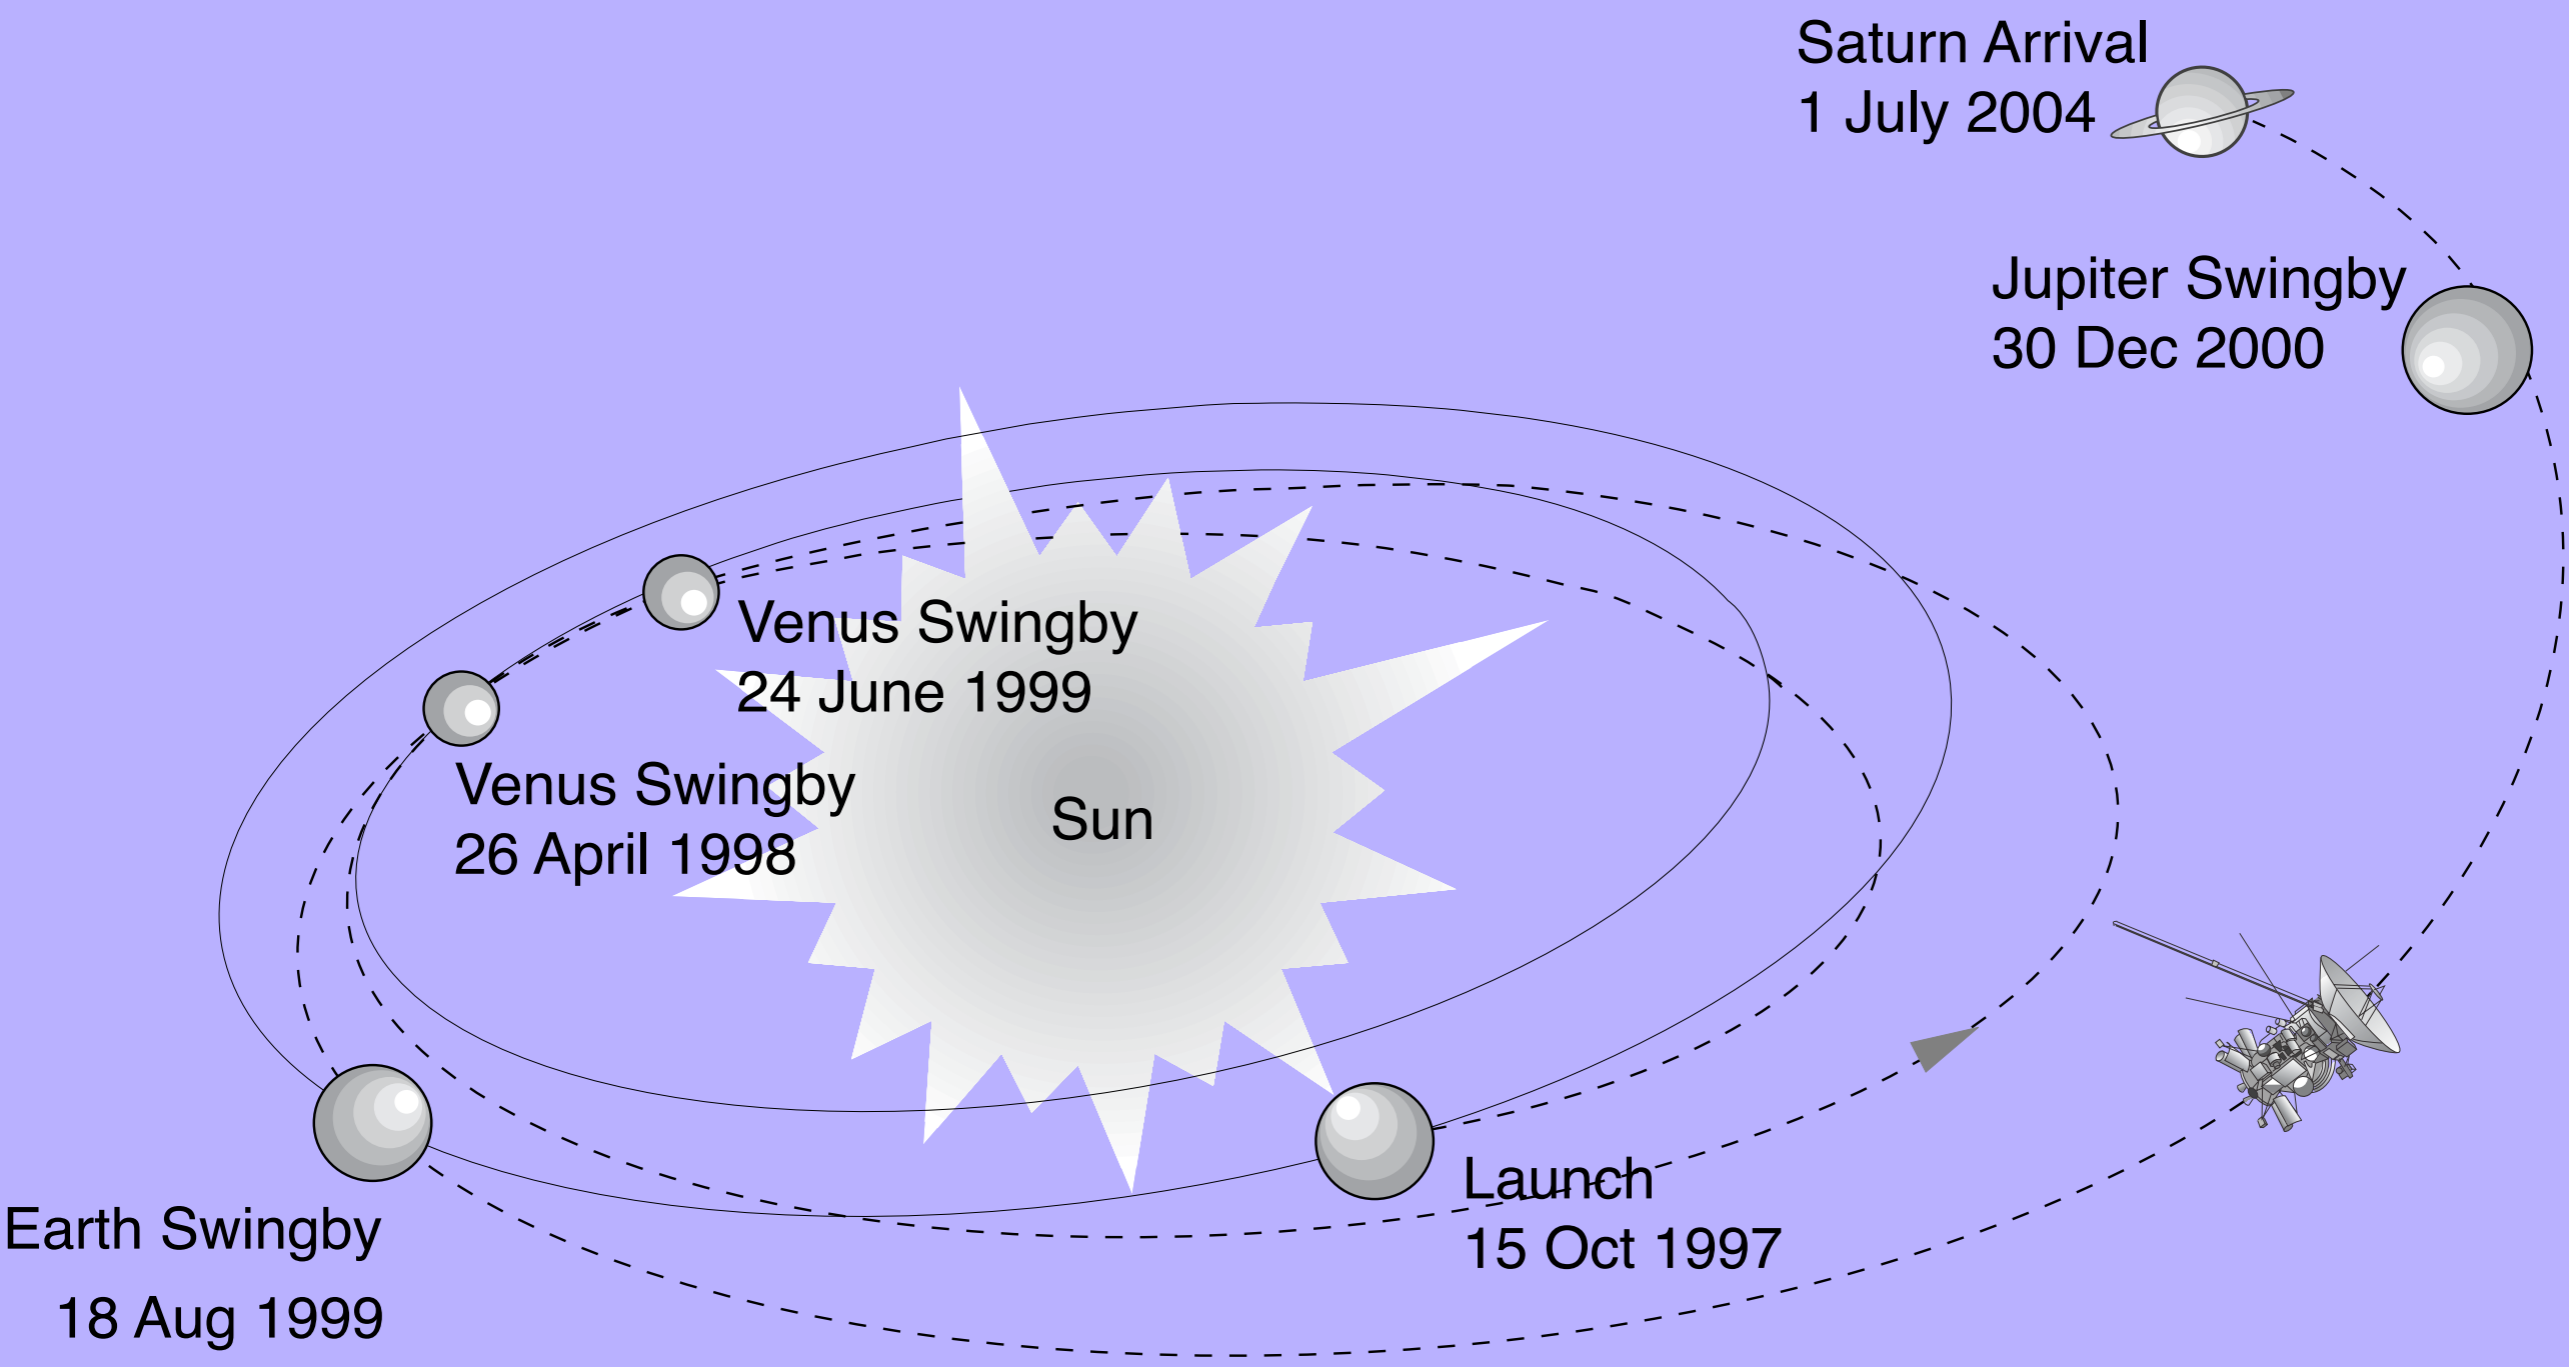 Saturn Arrival
1 July 2004
Jupiter Swingby
30 Dec 2000
Venus Swingby
24 June 1999
Venus Swingby
26 April 1998
Sun
Launch
15 Oct 1997
Earth Swingby
18 Aug 1999